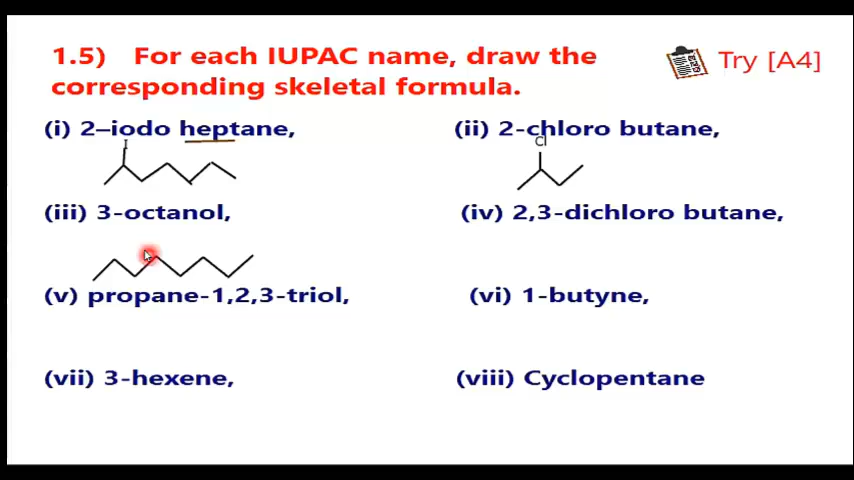 1.5) For each IUPAC name, draw the
corresponding skeletal formula.
Try [A4]
(i) 2–iodo heptane,
(ii) 2-chloro butane,
I
Cl
(iii) 3-octanol,
(iv) 2,3-dichloro butane,
(v) propane-1,2,3-triol,
(vi) 1-butyne,
(vii) 3-hexene,
(viii) Cyclopentane